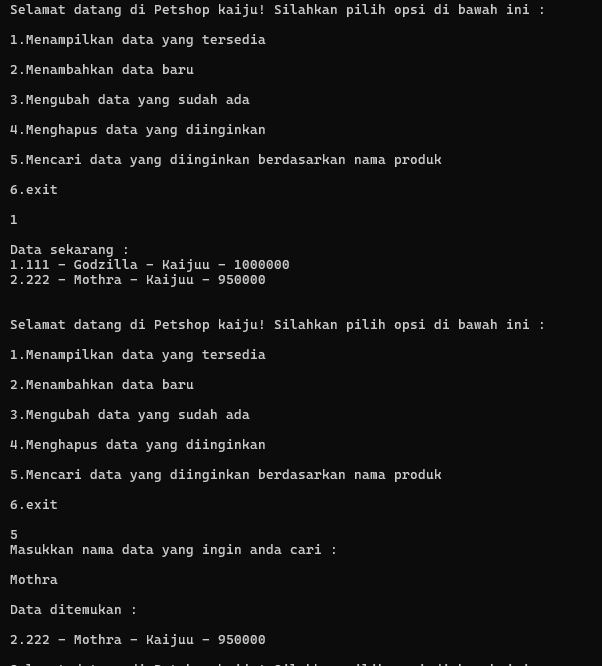 Selamat datang di Petshop kaiju! Silahkan pilih opsi di bawah ini :
1.Menampilkan data yang tersedia
2.Menambahkan data baru
3.Mengubah data yang sudah ada
4.Menghapus data yang diinginkan
5.Mencari data yang diinginkan berdasarkan nama produk
6.exit
1
Data sekarang :
1.111 - Godzilla - Kaijuu - 1000000
2.222 - Mothra - Kaijuu - 950000
Selamat datang di Petshop kaiju! Silahkan pilih opsi di bawah ini :
1.Menampilkan data yang tersedia
2.Menambahkan data baru
3.Mengubah data yang sudah ada
4.Menghapus data yang diinginkan
5.Mencari data yang diinginkan berdasarkan nama produk
6.exit
5
Masukkan nama data yang ingin anda cari :
Mothra
Data ditemukan :
2.222 - Mothra - Kaijuu - 950000